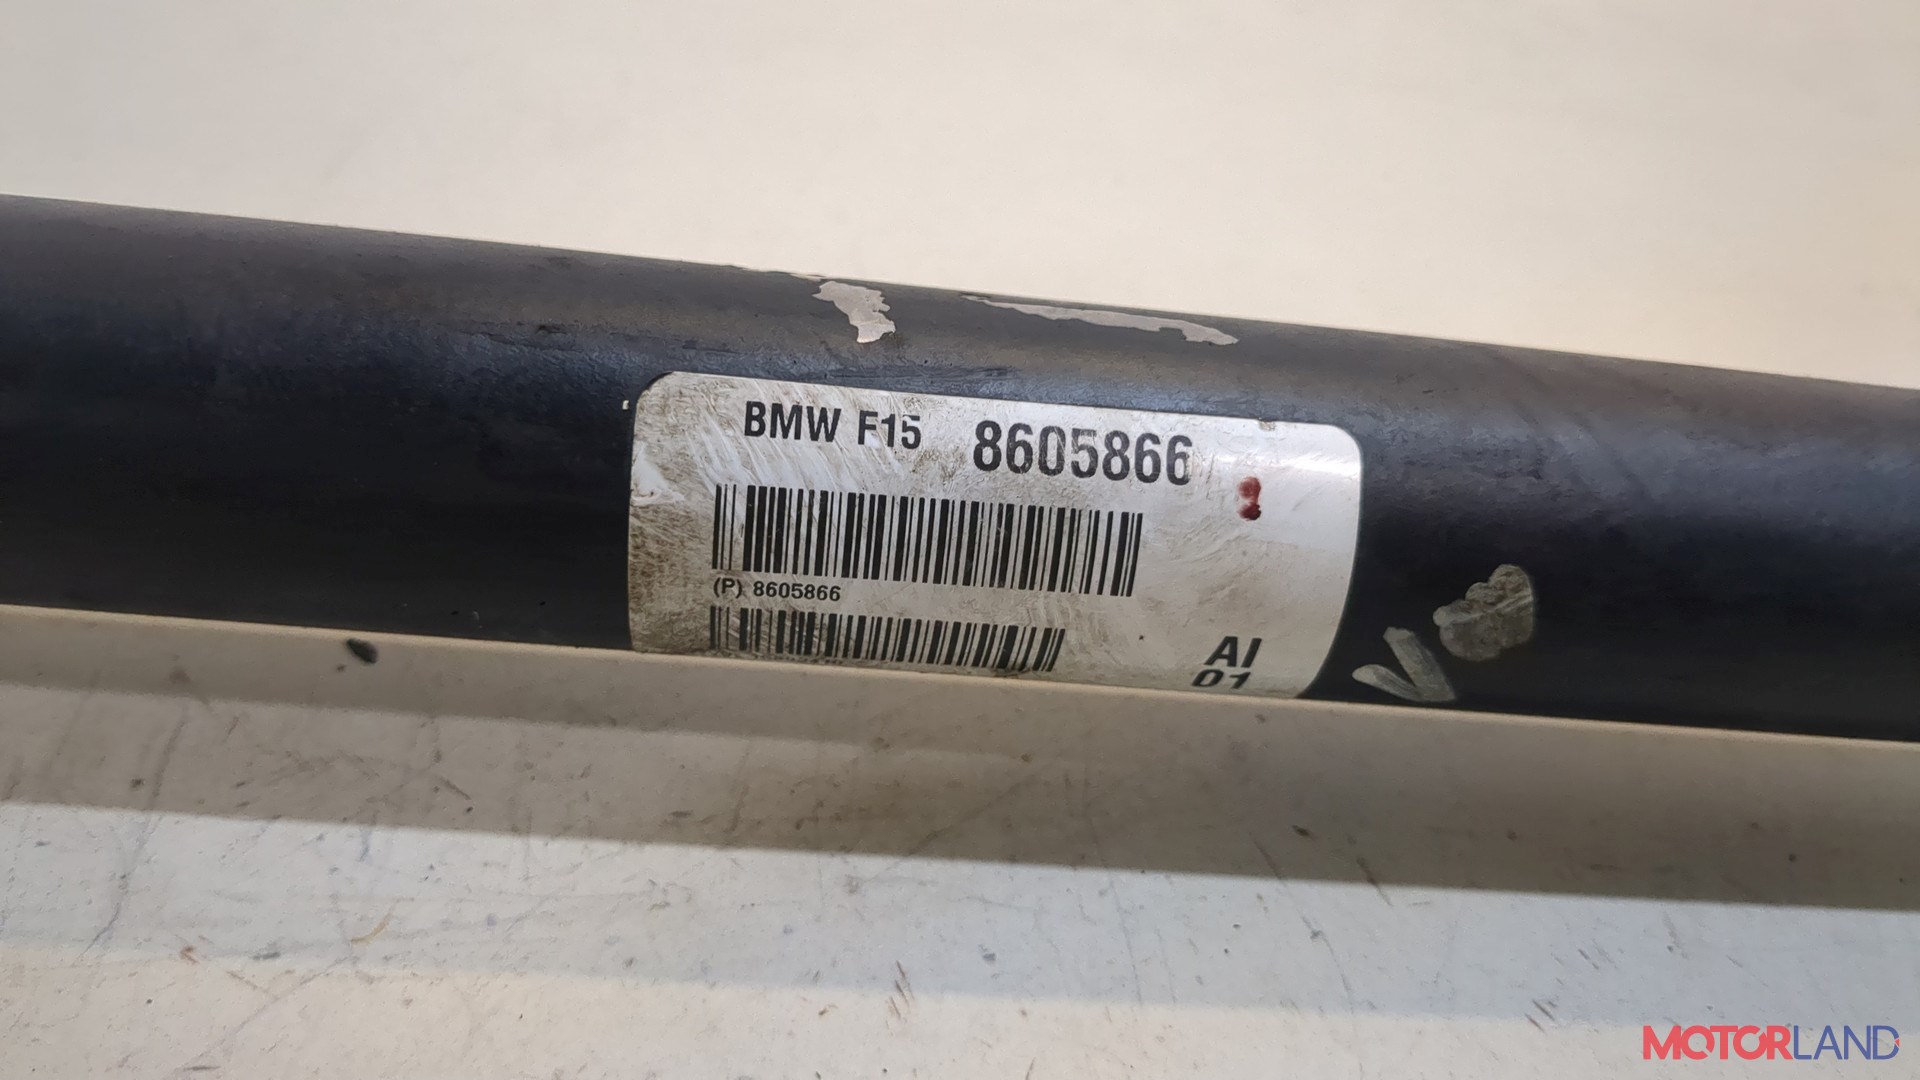 BMW F15 8605866
(P) 8605866
AI
01
MOTORLAND